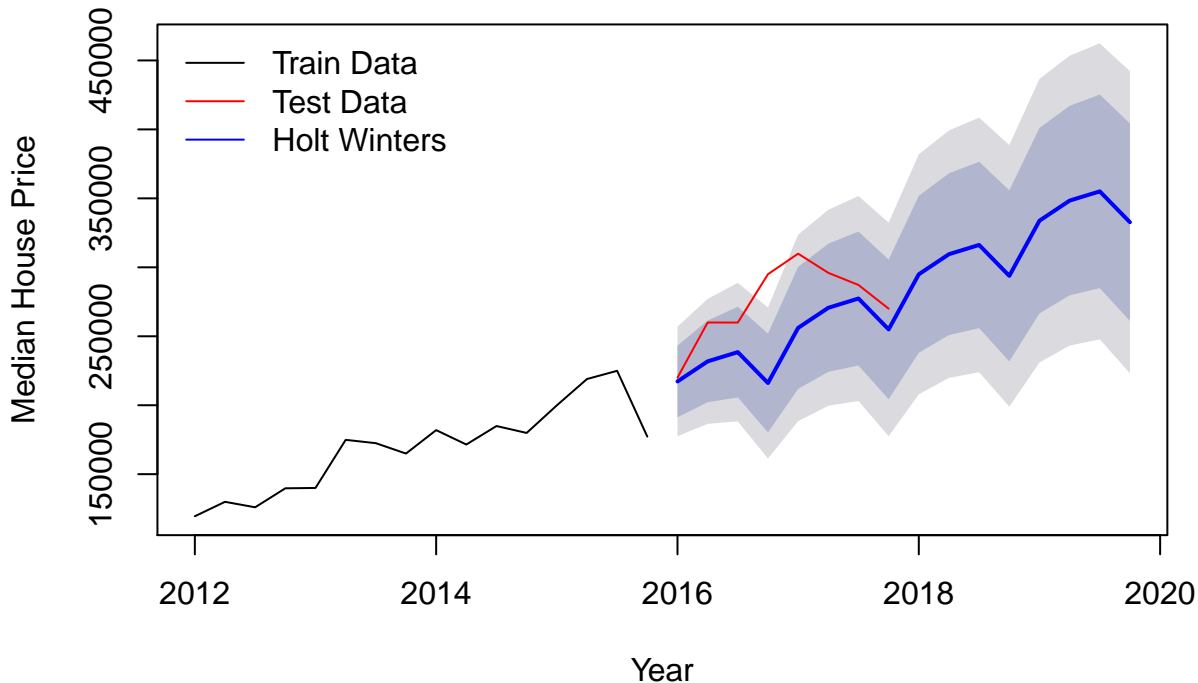 450000
350000
250000
150000
Median House Price
Train Data
Test Data
Holt Winters
2012
2014
2016
2018
2020
Year